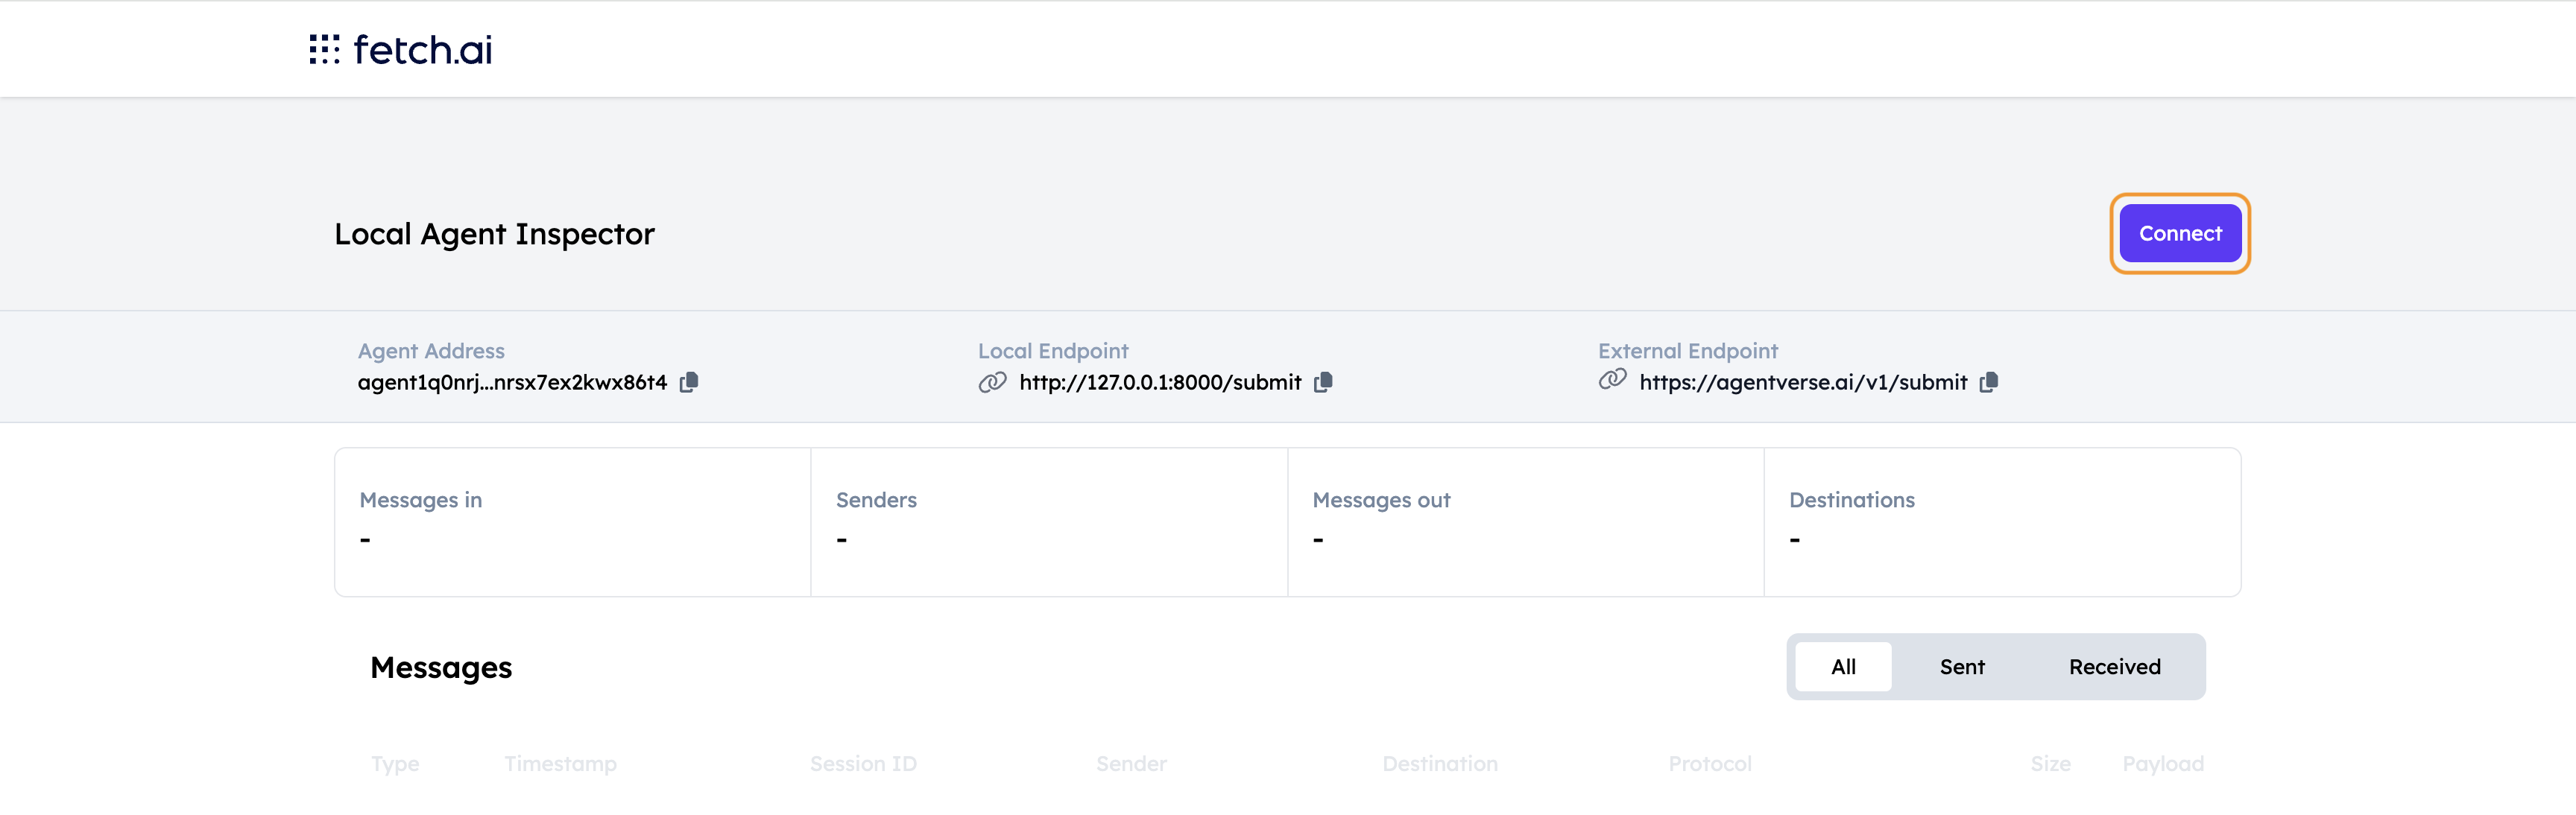 fetch.ai
Local Agent Inspector
Connect
Agent Address
agent1q0nrj...nrsx7ex2kwx86t4
Local Endpoint
http://127.0.0.1:8000/submit
External Endpoint
https://agentverse.ai/v1/submit
Messages in
-
Senders
-
Messages out
-
Destinations
-
Messages
All Sent Received
Type Timestamp Session ID Sender Destination Protocol Size Payload